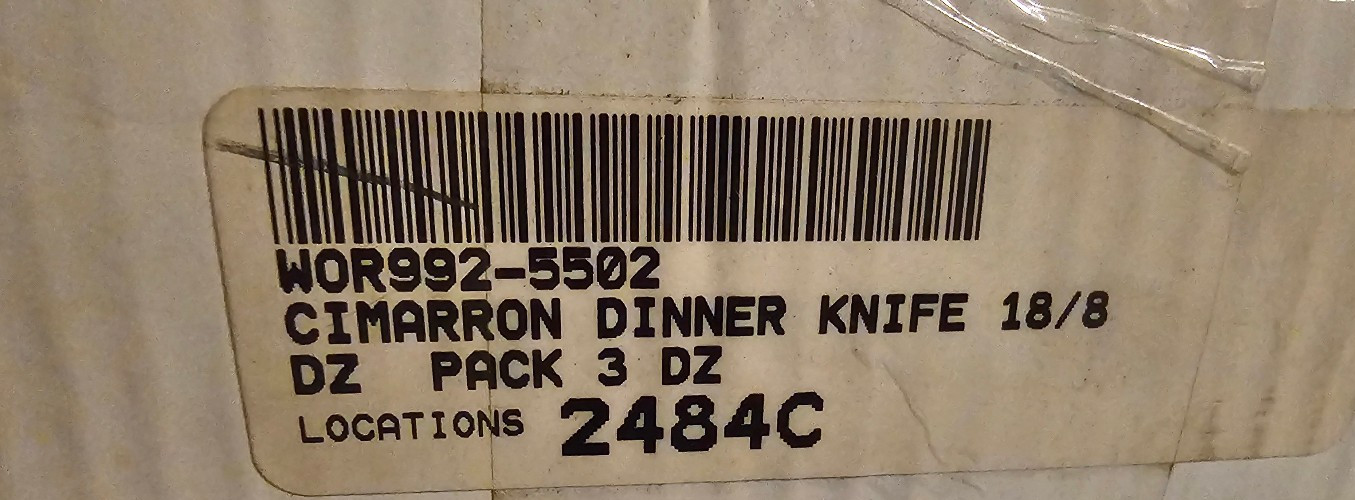 WOR992-5502
CIMARRON DINNER KNIFE 18/8
DZ PACK 3 DZ
LOCATIONS 2484C